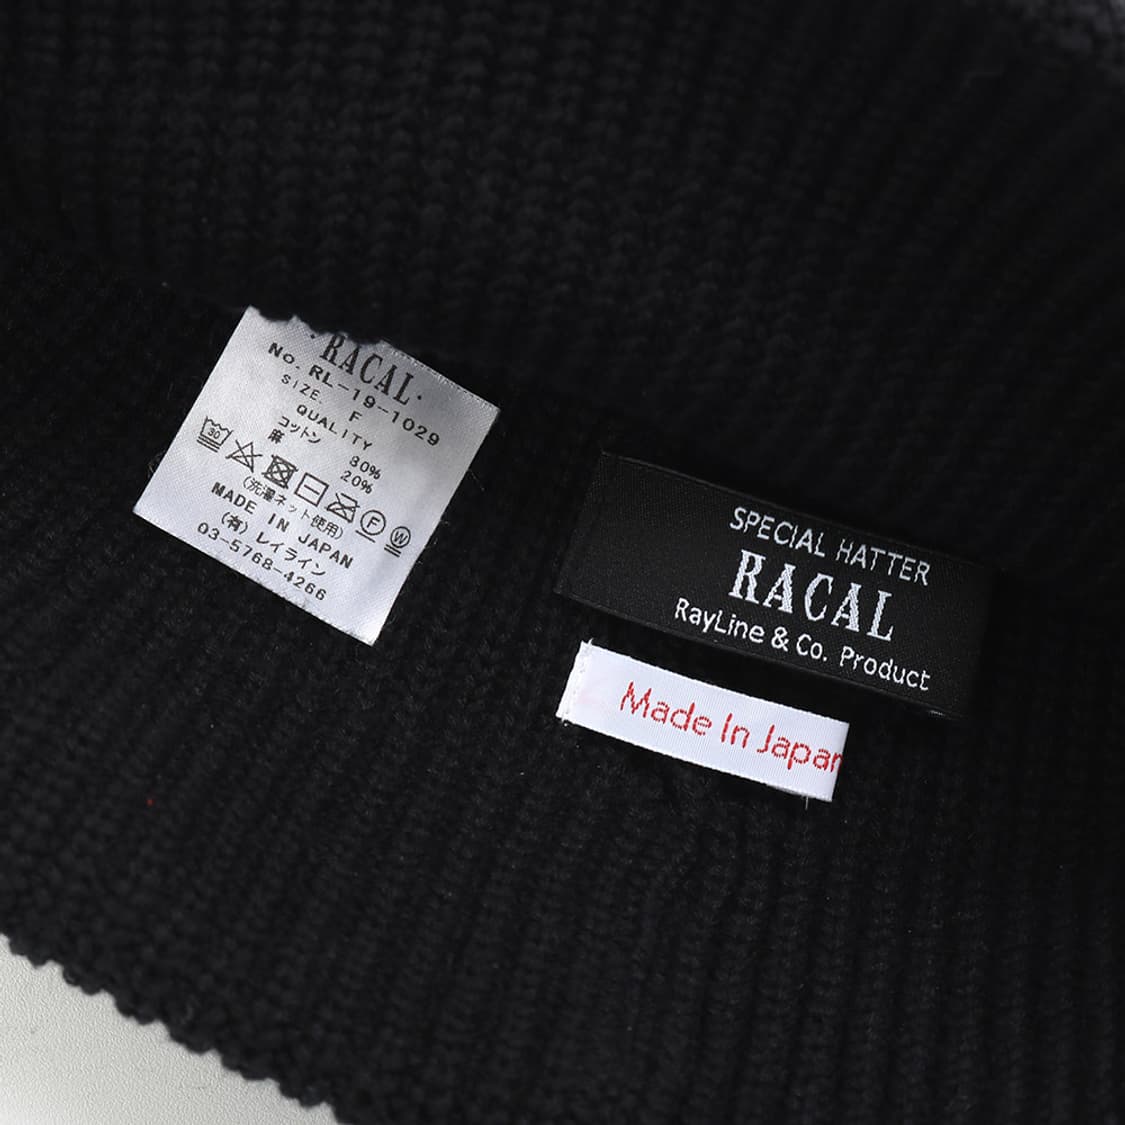 ·RACAL·
No. RL-19-1029
SIZE. F
QUALITY
コットン 80%
麻 20%
30
F W
(洗濯ネット使用)
MADE IN JAPAN
(有)レイライン
03-5768-4266
SPECIAL HATTER
RACAL
RayLine & Co. Product
Made In Japan